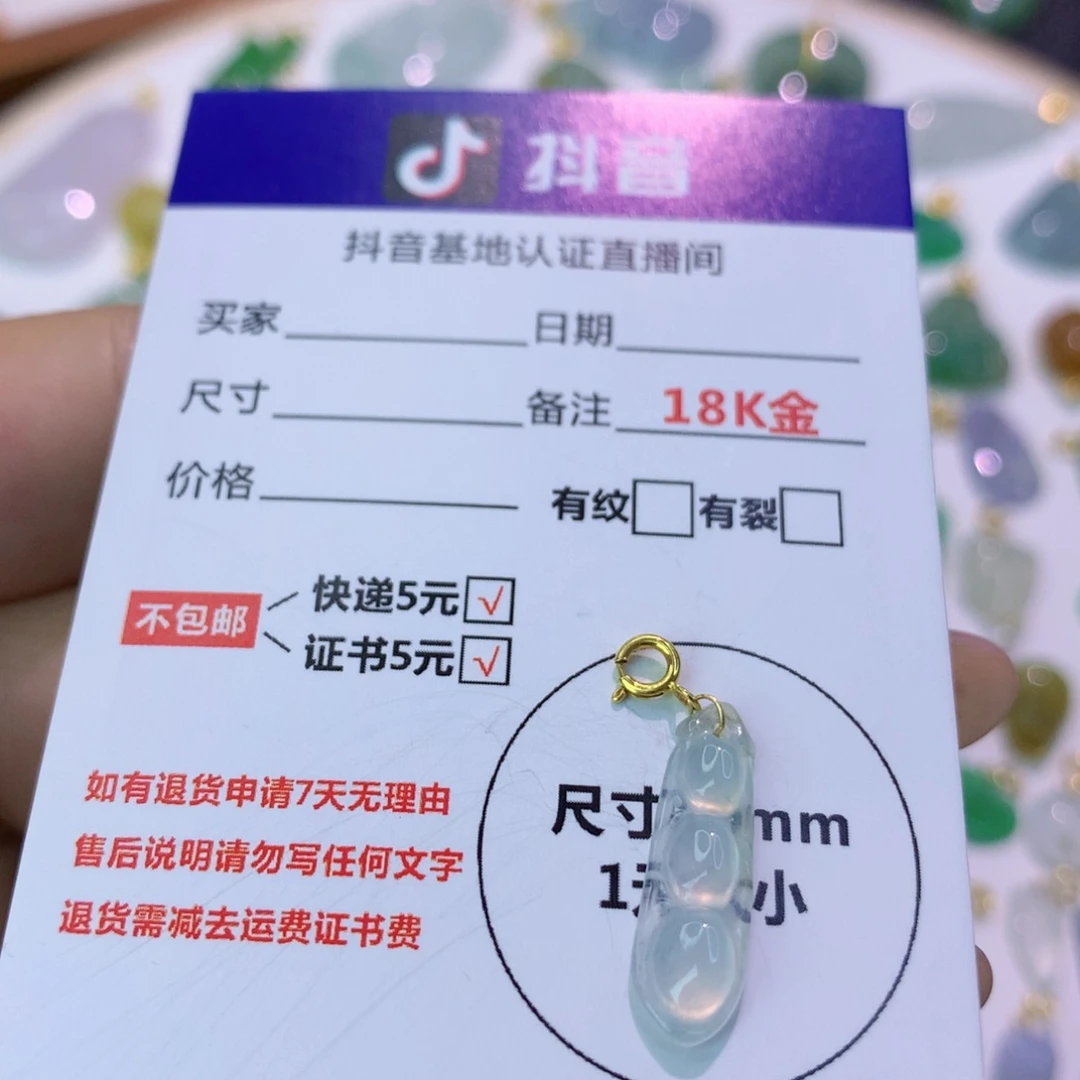 抖音
抖音基地认证直播间
买家 日期
尺寸 备注 18K金
价格 有纹 有裂
不包邮
快递5元 √
证书5元 √
如有退货申请7天无理由
售后说明请勿写任何文字
退货需减去运费证书费
尺寸 mm
1 小